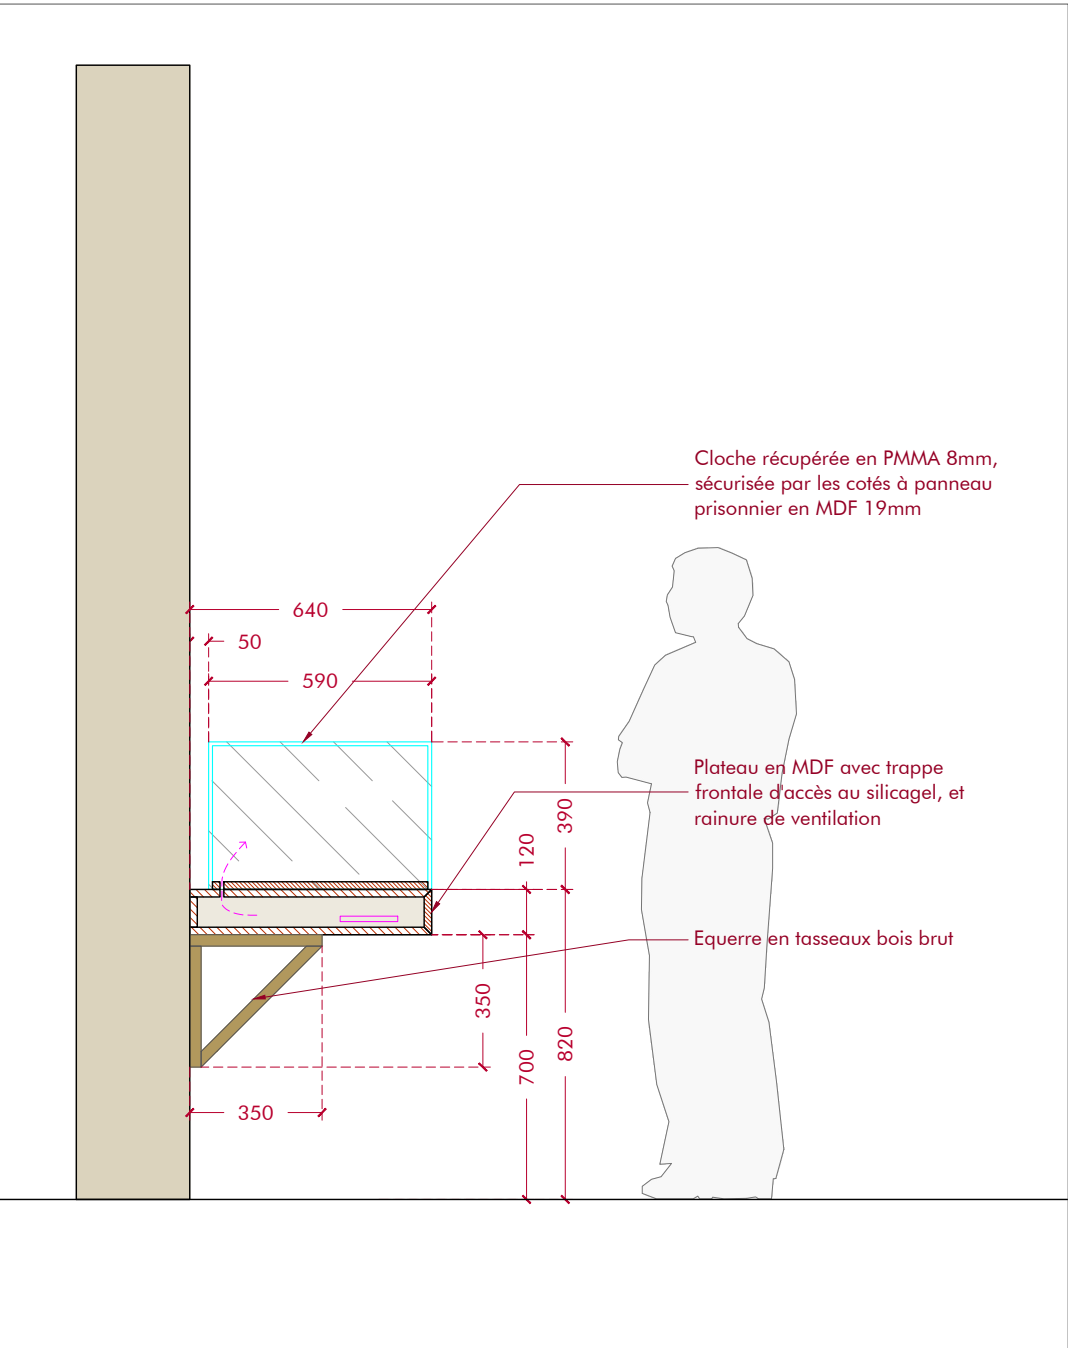 Cloche récupérée en PMMA 8mm,
sécurisée par les cotés à panneau
prisonnier en MDF 19mm
640
50
590
Plateau en MDF avec trappe
frontale d'accès au silicagel, et
rainure de ventilation
390
120
Equerre en tasseaux bois brut
350
820
700
350